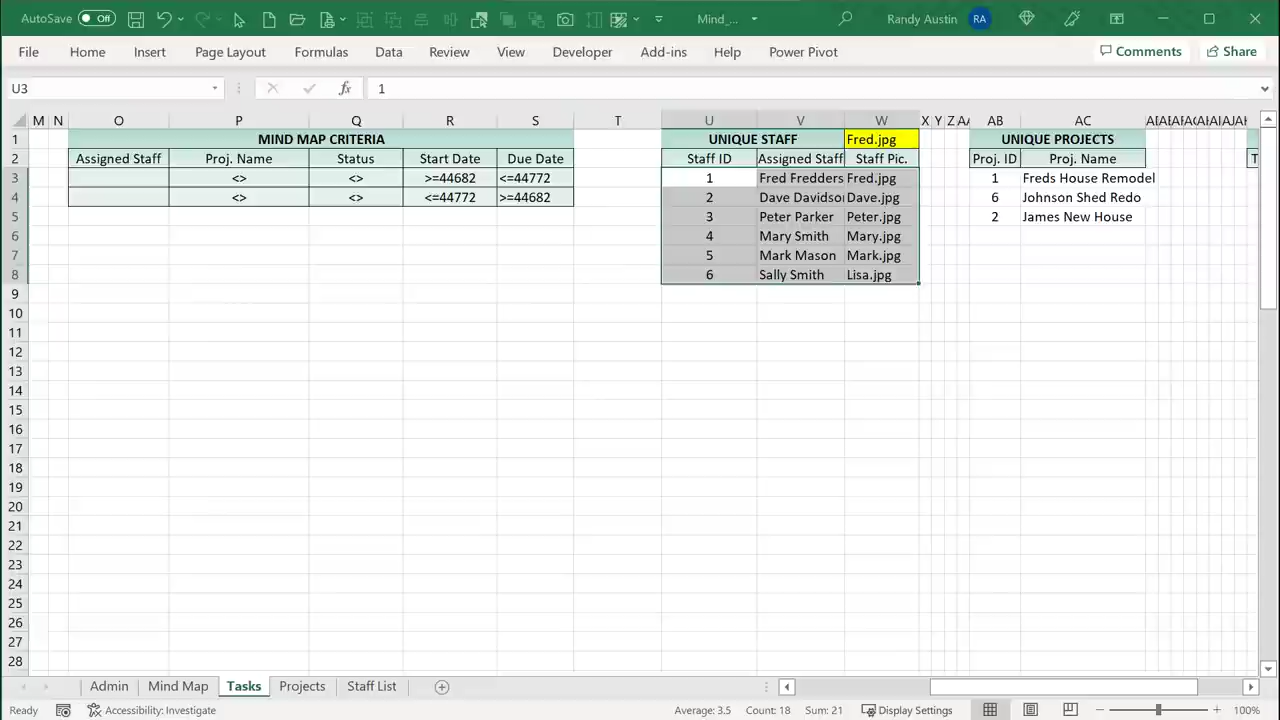 AutoSave Off Mind_... Randy Austin RA
File Home Insert Page Layout Formulas Data Review View Developer Add-ins Help Power Pivot Comments Share
U3 fx 1
M N O P Q R S T U V W X Y Z AB AC
1 MIND MAP CRITERIA UNIQUE STAFF Fred.jpg UNIQUE PROJECTS
2 Assigned Staff Proj. Name Status Start Date Due Date Staff ID Assigned Staff Staff Pic. Proj. ID Proj. Name T
3 <> <> >=44682 <=44772 1 Fred Fredders Fred.jpg 1 Freds House Remodel
4 <> <> <=44772 >=44682 2 Dave Davidso Dave.jpg 6 Johnson Shed Redo
5 3 Peter Parker Peter.jpg 2 James New House
6 4 Mary Smith Mary.jpg
7 5 Mark Mason Mark.jpg
8 6 Sally Smith Lisa.jpg
9
10
11
12
13
14
15
16
17
18
19
20
21
22
23
24
25
26
27
28
Admin Mind Map Tasks Projects Staff List
Ready Accessibility: Investigate Average: 3.5 Count: 18 Sum: 21 Display Settings 100%